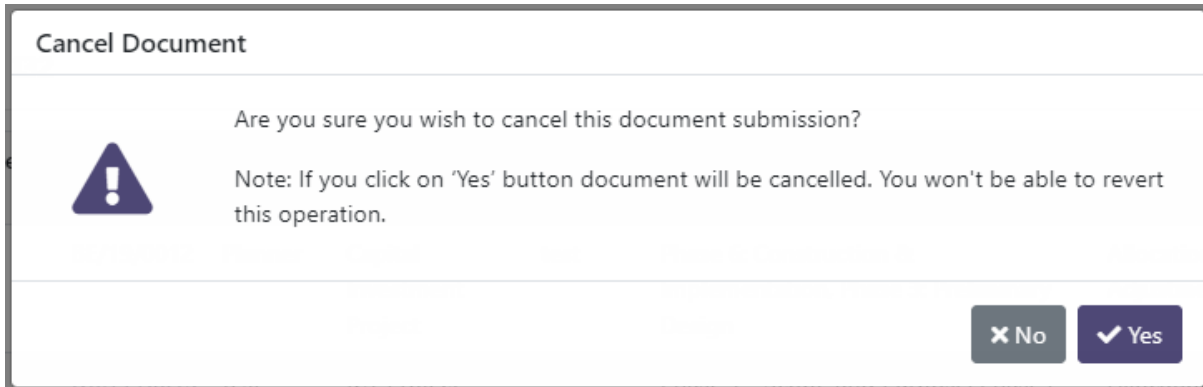 Cancel Document
Are you sure you wish to cancel this document submission?
Note: If you click on ‘Yes’ button document will be cancelled. You won't be able to revert
this operation.
No
Yes